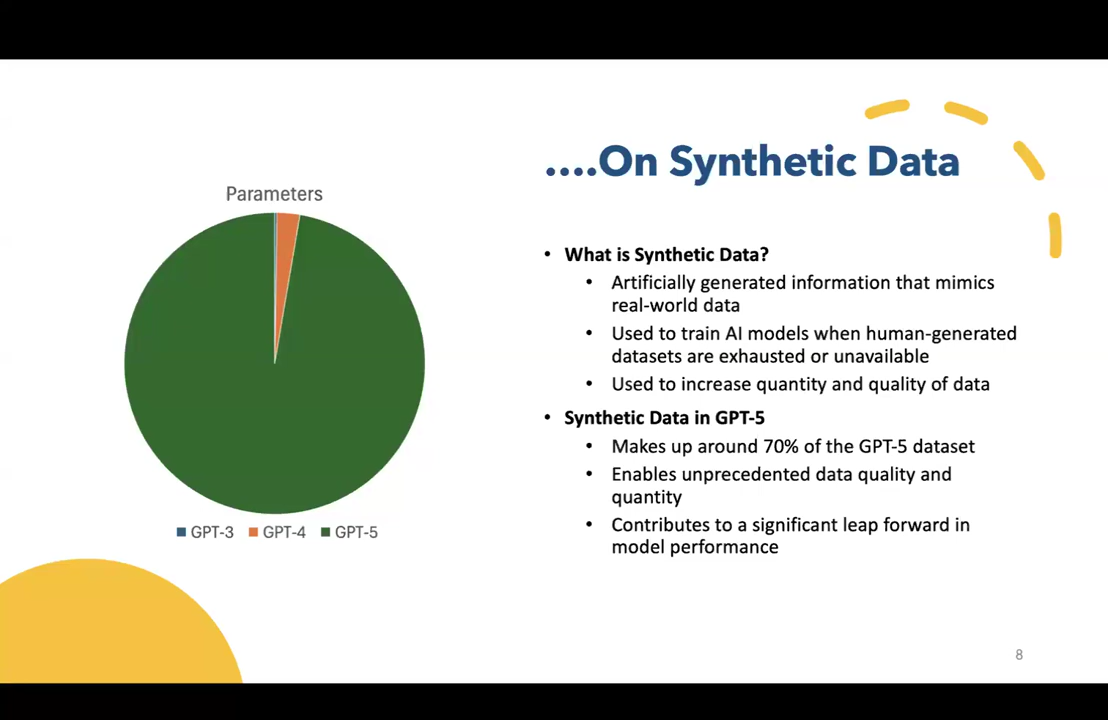 ....On Synthetic Data
Parameters
GPT-3 GPT-4 GPT-5
• What is Synthetic Data?
• Artificially generated information that mimics
real-world data
• Used to train AI models when human-generated
datasets are exhausted or unavailable
• Used to increase quantity and quality of data
• Synthetic Data in GPT-5
• Makes up around 70% of the GPT-5 dataset
• Enables unprecedented data quality and
quantity
• Contributes to a significant leap forward in
model performance
8